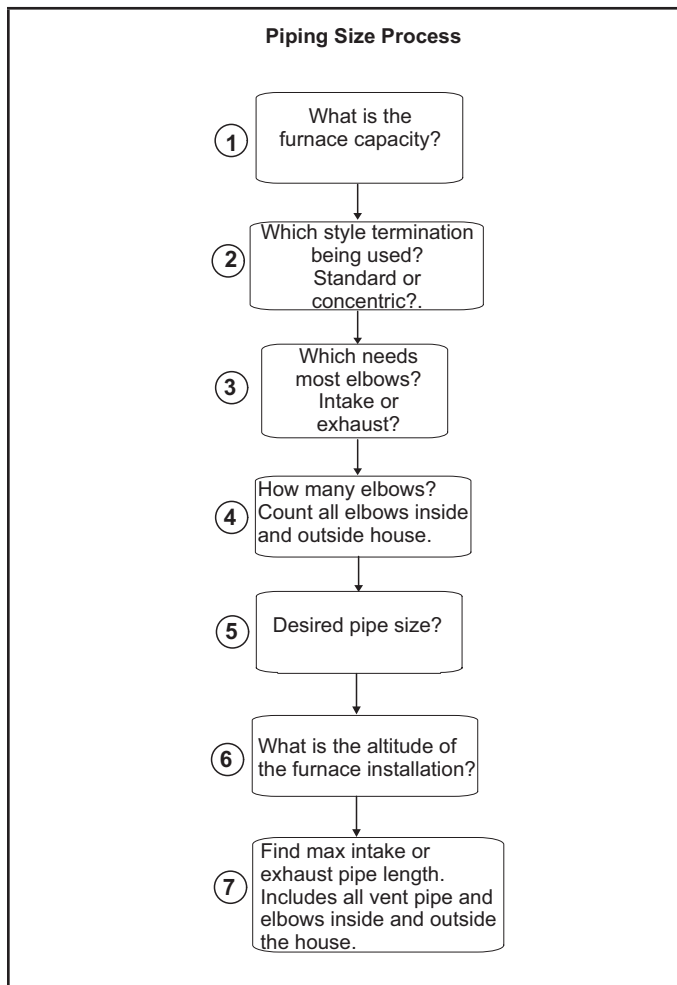 Piping Size Process
1
What is the
furnace capacity?
2
Which style termination
being used?
Standard or
concentric?.
3
Which needs
most elbows?
Intake or
exhaust?
4
How many elbows?
Count all elbows inside
and outside house.
5
Desired pipe size?
6
What is the altitude of
the furnace installation?
7
Find max intake or
exhaust pipe length.
Includes all vent pipe and
elbows inside and outside
the house.